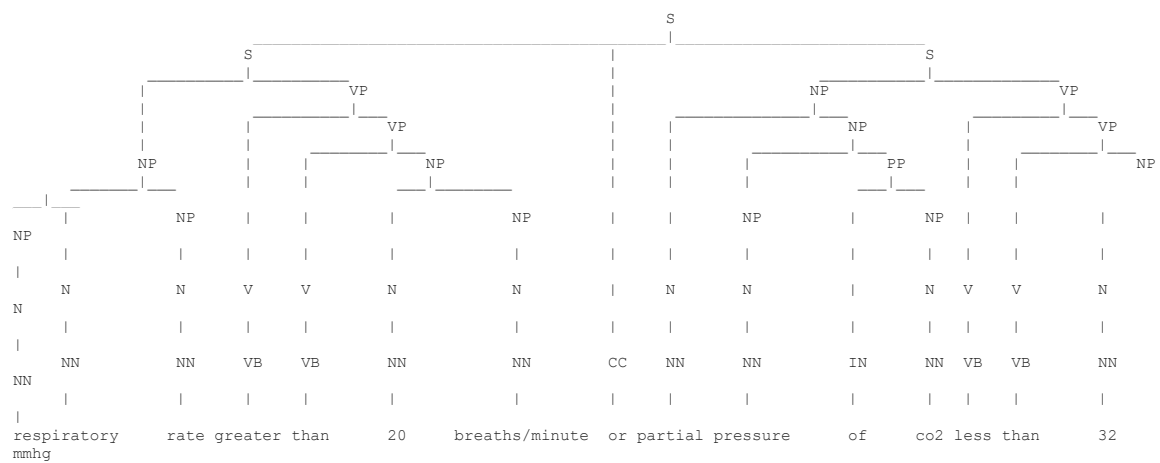 S
|
S | S
| | |
| VP | NP VP
| | | | |
| | VP | | NP | VP
| | | | | | | |
NP | | NP | | | PP | | NP
| | | | | | | | | |
|
| NP | | | NP | | NP | NP | | |
NP
| | | | | | | | | | | | | |
|
N N V V N N | N N | N V V N
N
| | | | | | | | | | | | | |
|
NN NN VB VB NN NN CC NN NN IN NN VB VB NN
NN
| | | | | | | | | | | | | |
|
respiratory rate greater than 20 breaths/minute or partial pressure of co2 less than 32
mmhg